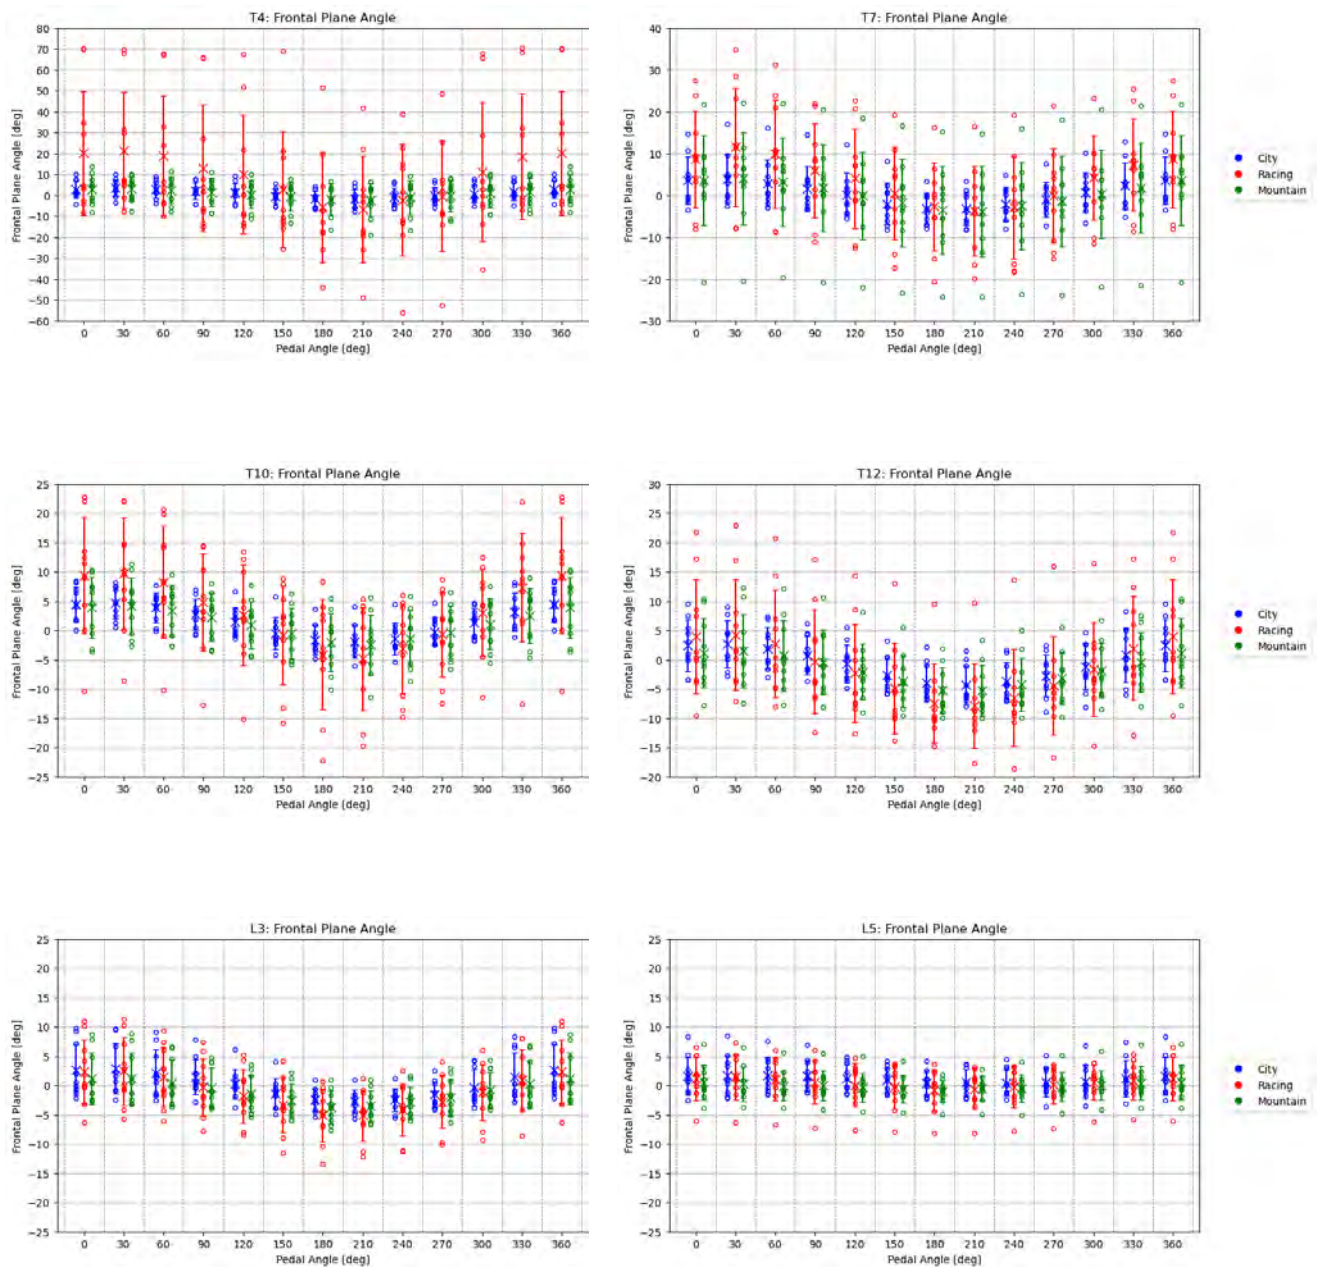 T4: Frontal Plane Angle
Frontal Plane Angle [deg]
80
70
60
50
40
30
20
10
0
−10
−20
−30
−40
−50
−60
0 30 60 90 120 150 180 210 240 270 300 330 360
Pedal Angle [deg]
T7: Frontal Plane Angle
Frontal Plane Angle [deg]
40
30
20
10
0
−10
−20
−30
0 30 60 90 120 150 180 210 240 270 300 330 360
Pedal Angle [deg]
City
Racing
Mountain
T10: Frontal Plane Angle
Frontal Plane Angle [deg]
25
20
15
10
5
0
−5
−10
−15
−20
−25
0 30 60 90 120 150 180 210 240 270 300 330 360
Pedal Angle [deg]
T12: Frontal Plane Angle
Frontal Plane Angle [deg]
30
25
20
15
10
5
0
−5
−10
−15
−20
0 30 60 90 120 150 180 210 240 270 300 330 360
Pedal Angle [deg]
City
Racing
Mountain
L3: Frontal Plane Angle
Frontal Plane Angle [deg]
25
20
15
10
5
0
−5
−10
−15
−20
−25
0 30 60 90 120 150 180 210 240 270 300 330 360
Pedal Angle [deg]
L5: Frontal Plane Angle
Frontal Plane Angle [deg]
25
20
15
10
5
0
−5
−10
−15
−20
−25
0 30 60 90 120 150 180 210 240 270 300 330 360
Pedal Angle [deg]
City
Racing
Mountain